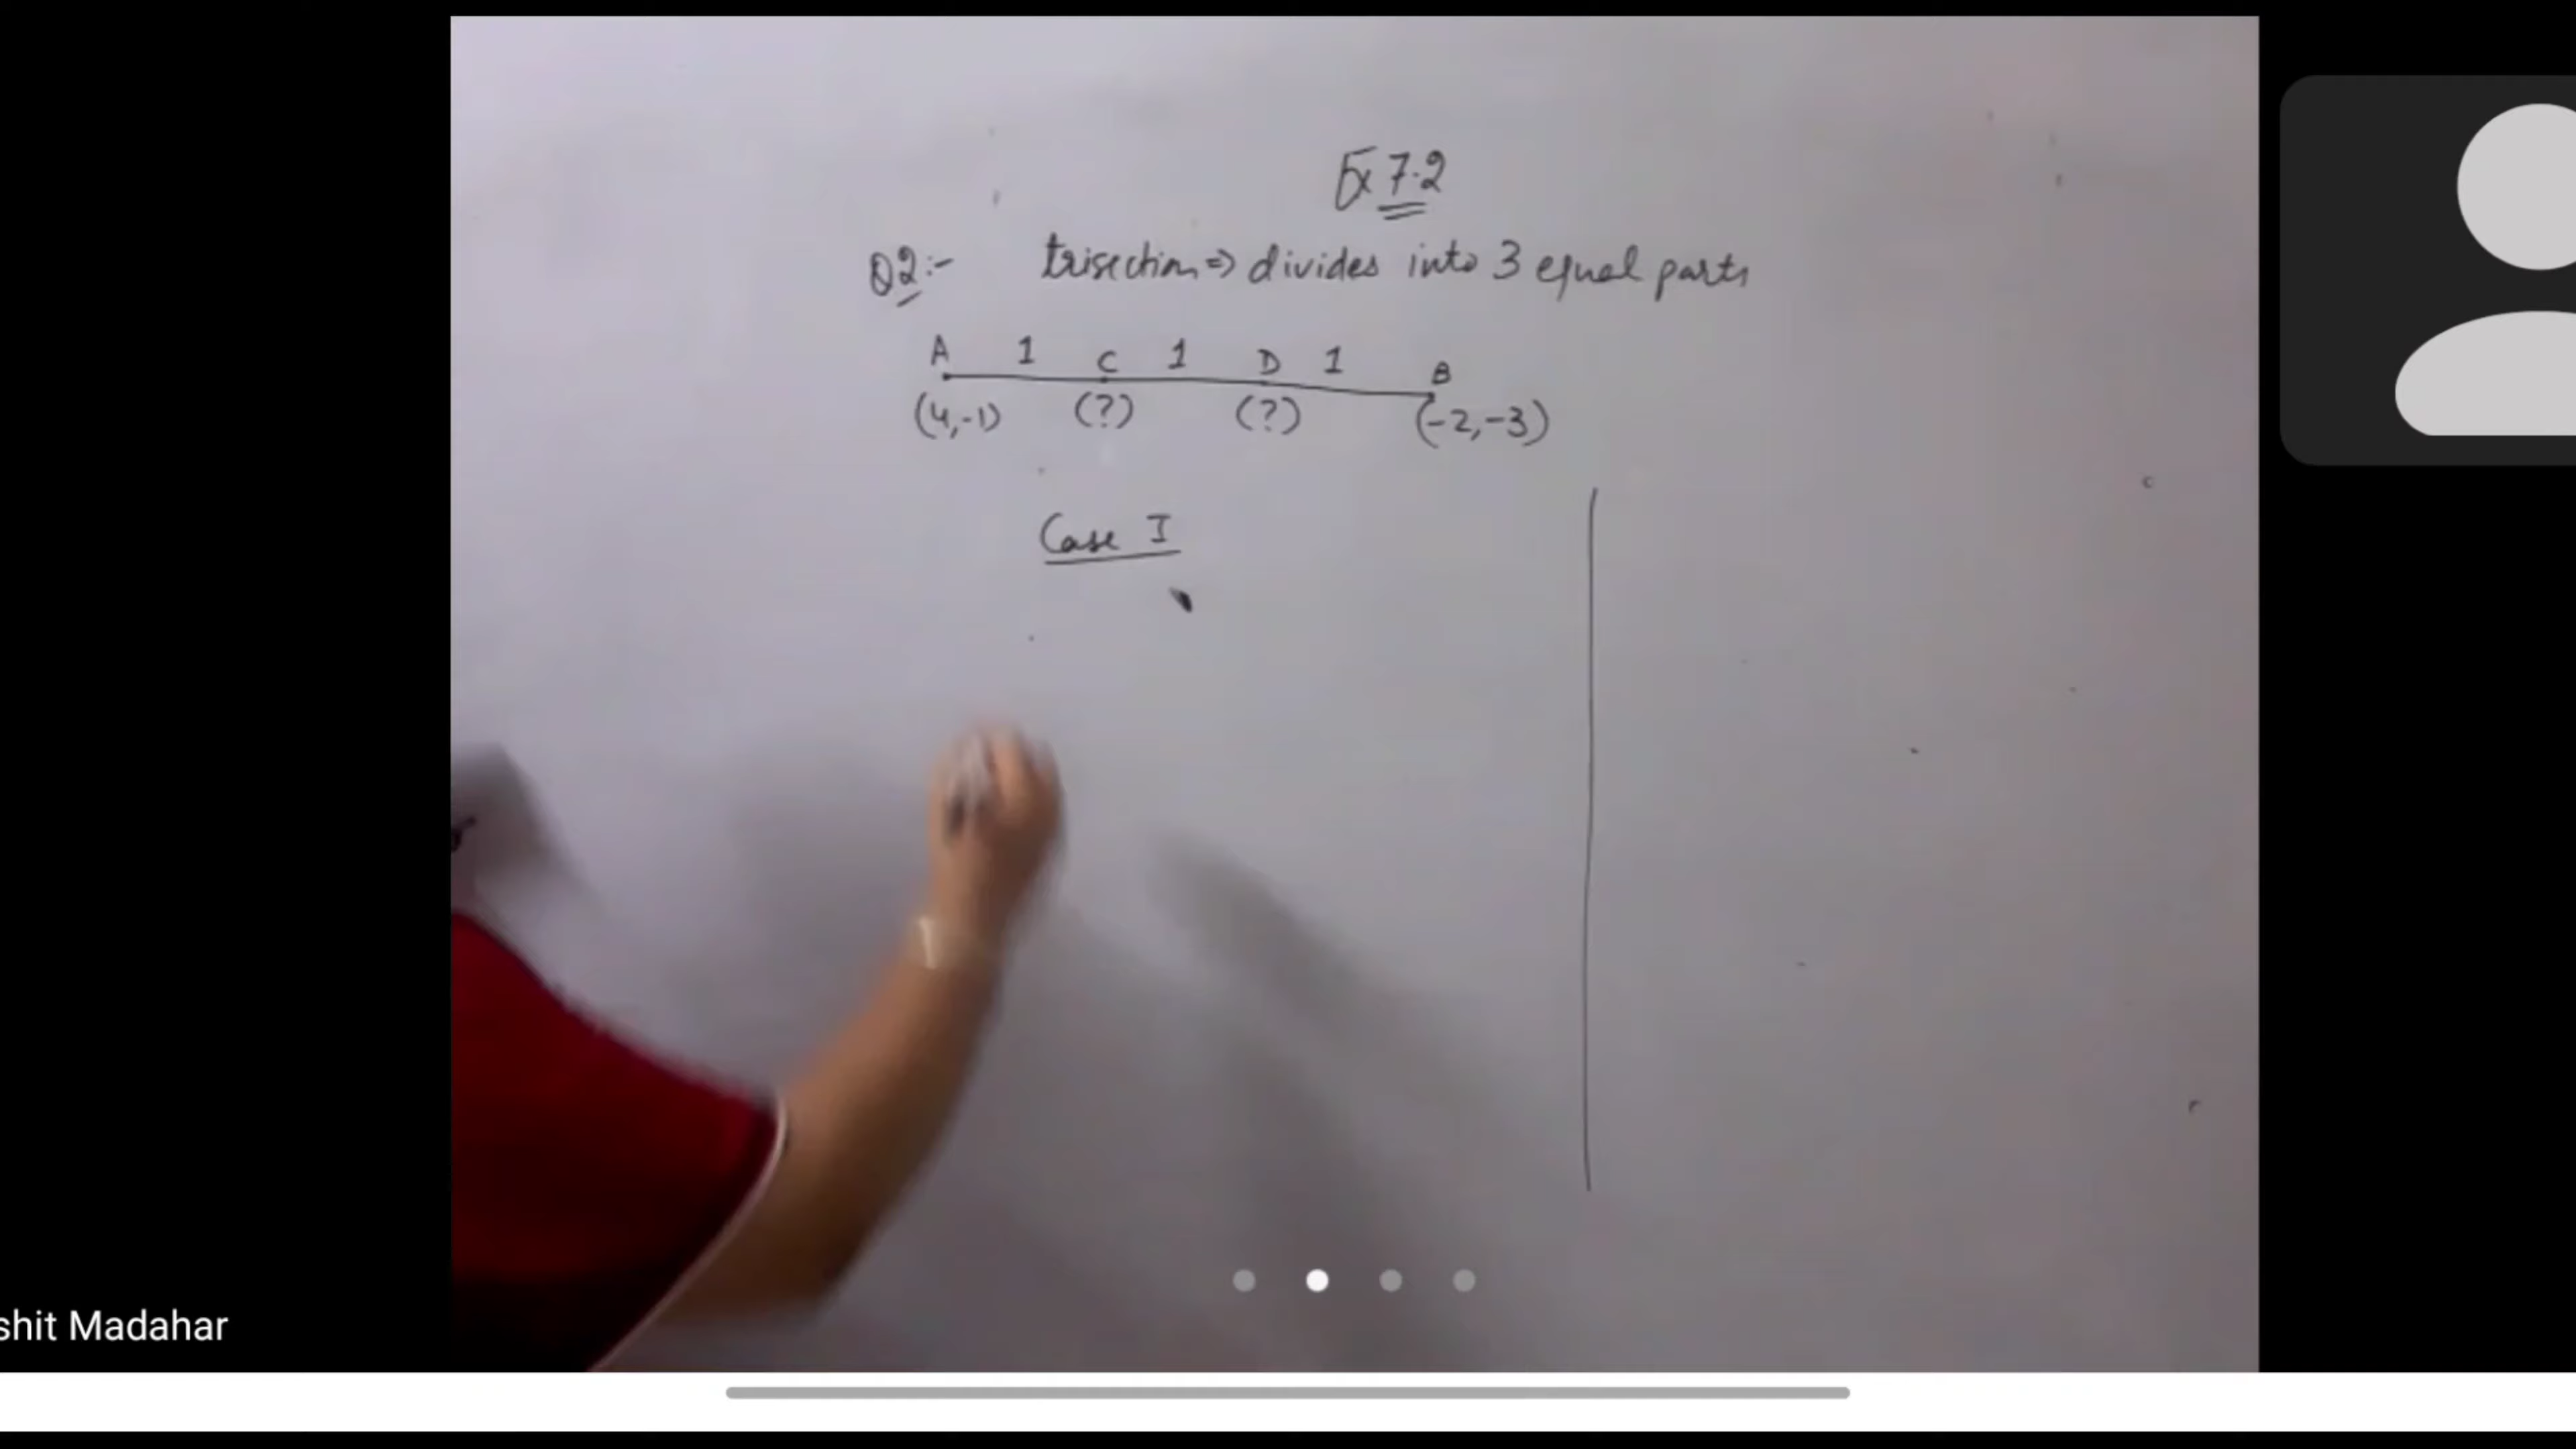 Ex 7.2
Q2:- trisection => divides into 3 equal parts
A 1 C 1 D 1 B
(4,-1) (?) (?) (-2,-3)
Case I
shit Madahar